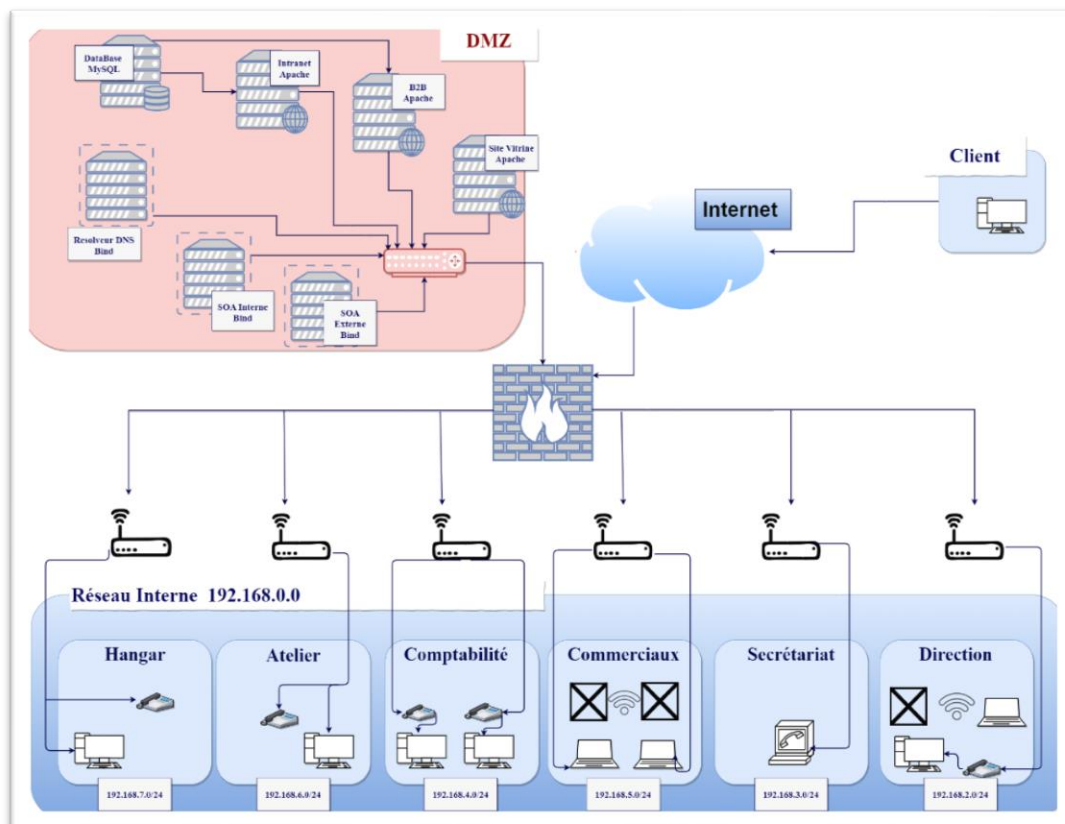 DMZ
DataBase
MySQL
Intranet
Apache
B2B
Apache
Site Vitrine
Apache
Resolveur DNS
Bind
SOA Interne
Bind
SOA
Externe
Bind
Internet
Client
Réseau Interne 192.168.0.0
Hangar
Atelier
Comptabilité
Commerciaux
Secrétariat
Direction
192.168.7.0/24
192.168.6.0/24
192.168.4.0/24
192.168.5.0/24
192.168.3.0/24
192.168.2.0/24